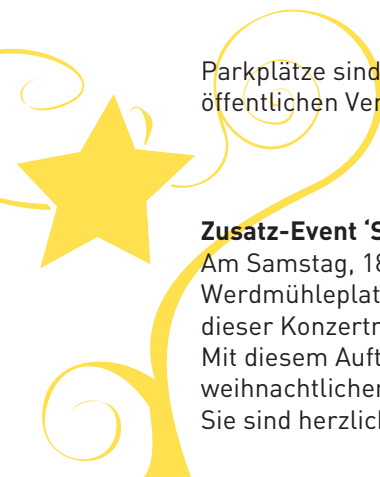 Parkplätze sind
öffentlichen Ver
Zusatz-Event ‘S
Am Samstag, 18
Werdmühleplat
dieser Konzertr
Mit diesem Auft
weihnachtlicher
Sie sind herzlich